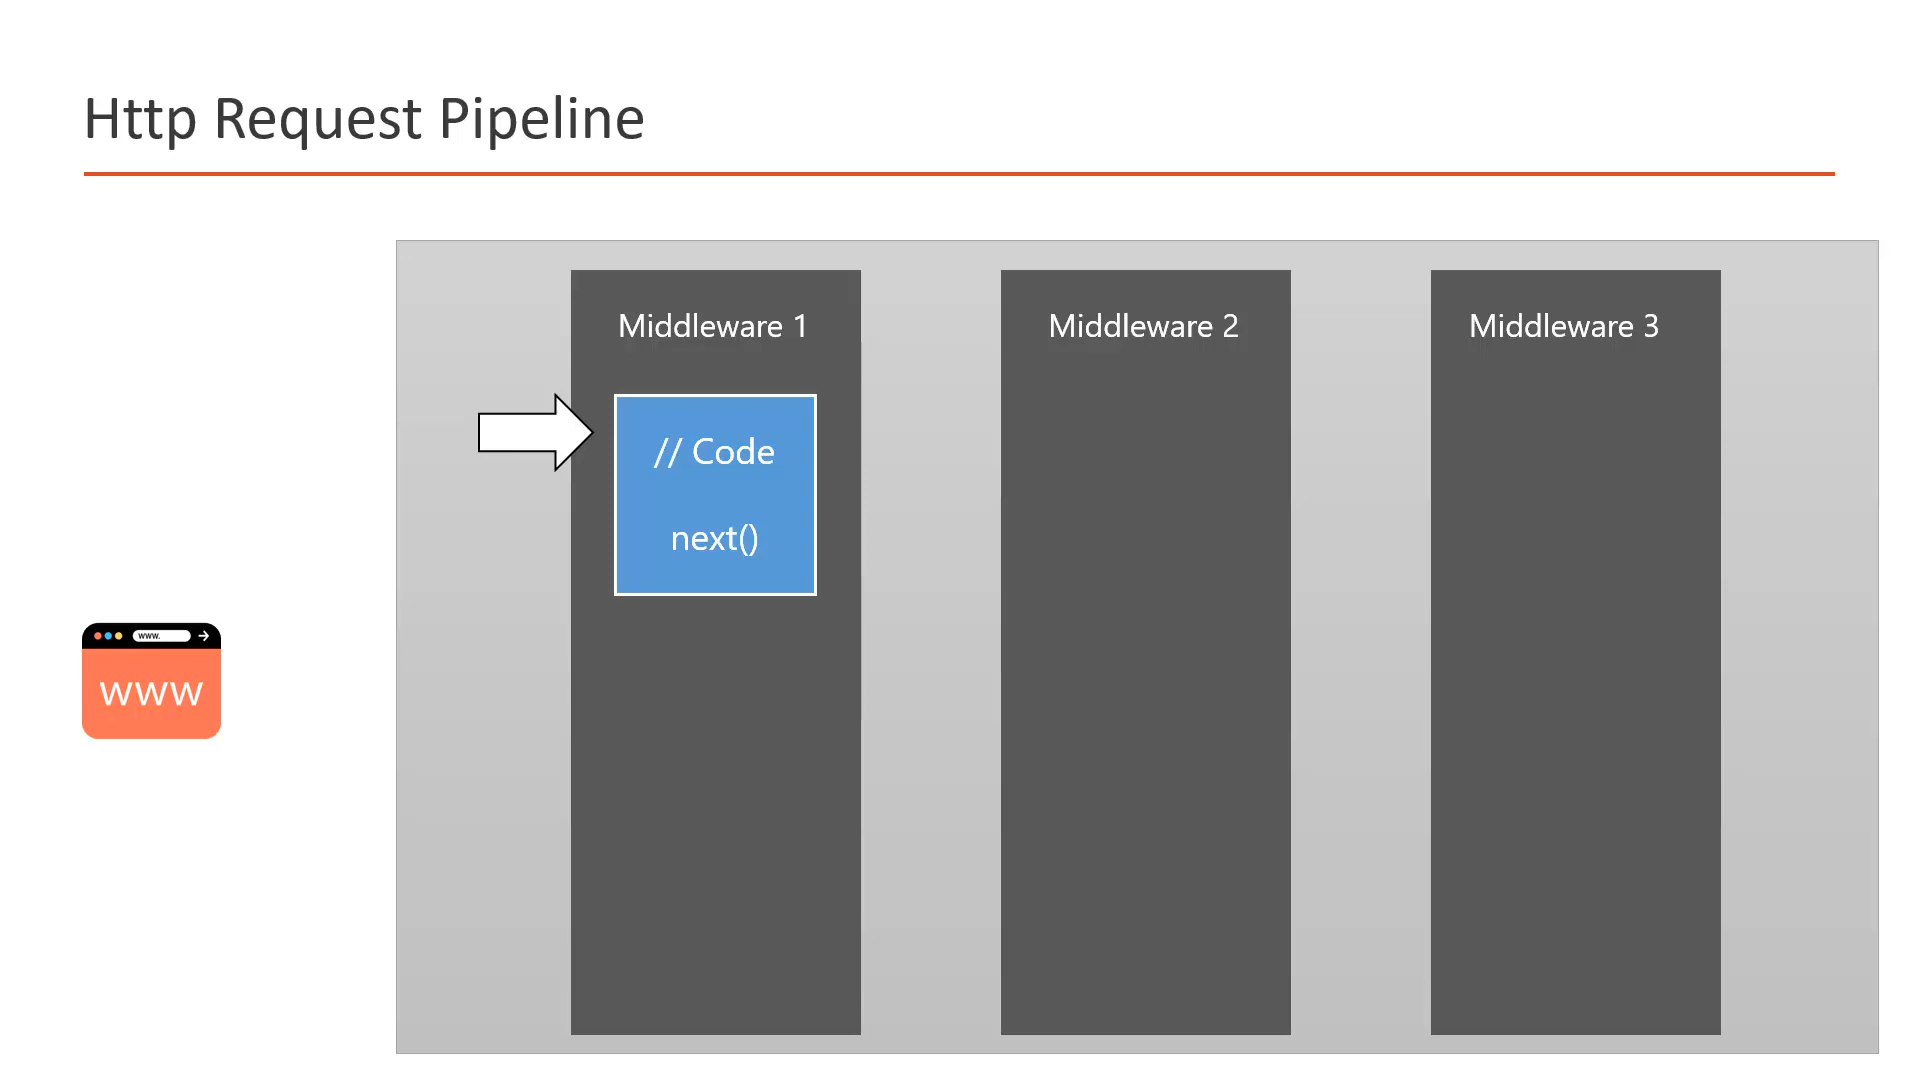 Http Request Pipeline
Middleware 1
Middleware 2
Middleware 3
// Code
next()
www.
www